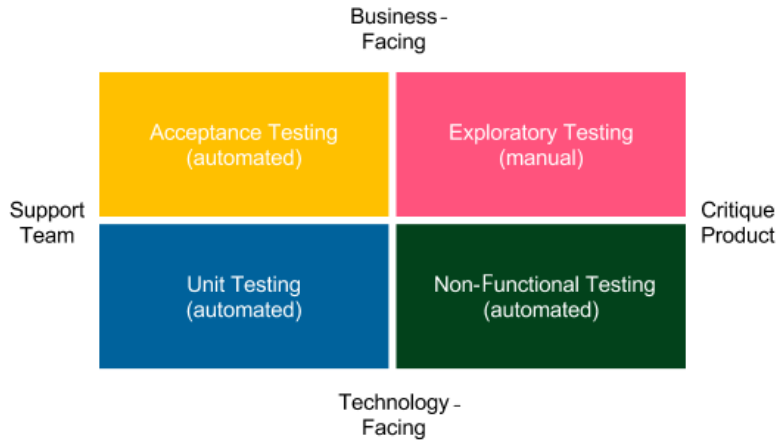 Business-
Facing
Acceptance Testing
(automated)
Exploratory Testing
(manual)
Support
Team
Critique
Product
Unit Testing
(automated)
Non-Functional Testing
(automated)
Technology-
Facing